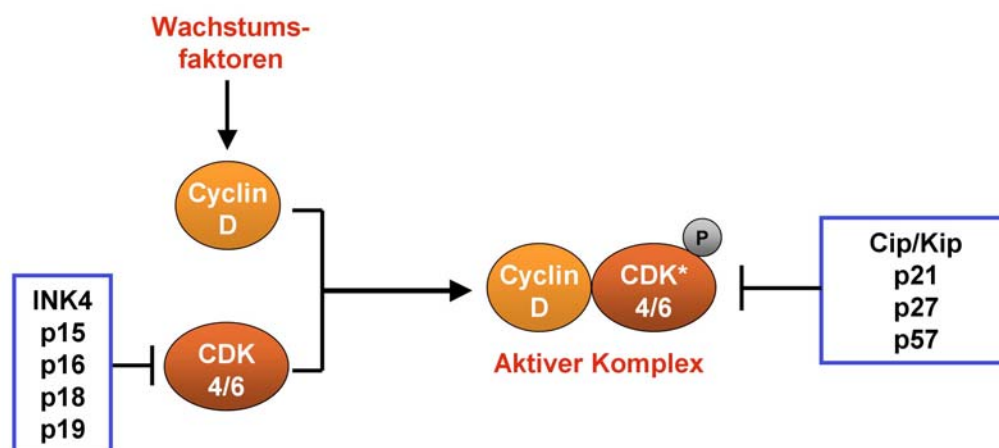 Wachstums-
faktoren
Cyclin
D
INK4
p15
p16
p18
p19
CDK
4/6
Cyclin
D
CDK*
4/6
P
Aktiver Komplex
Cip/Kip
p21
p27
p57